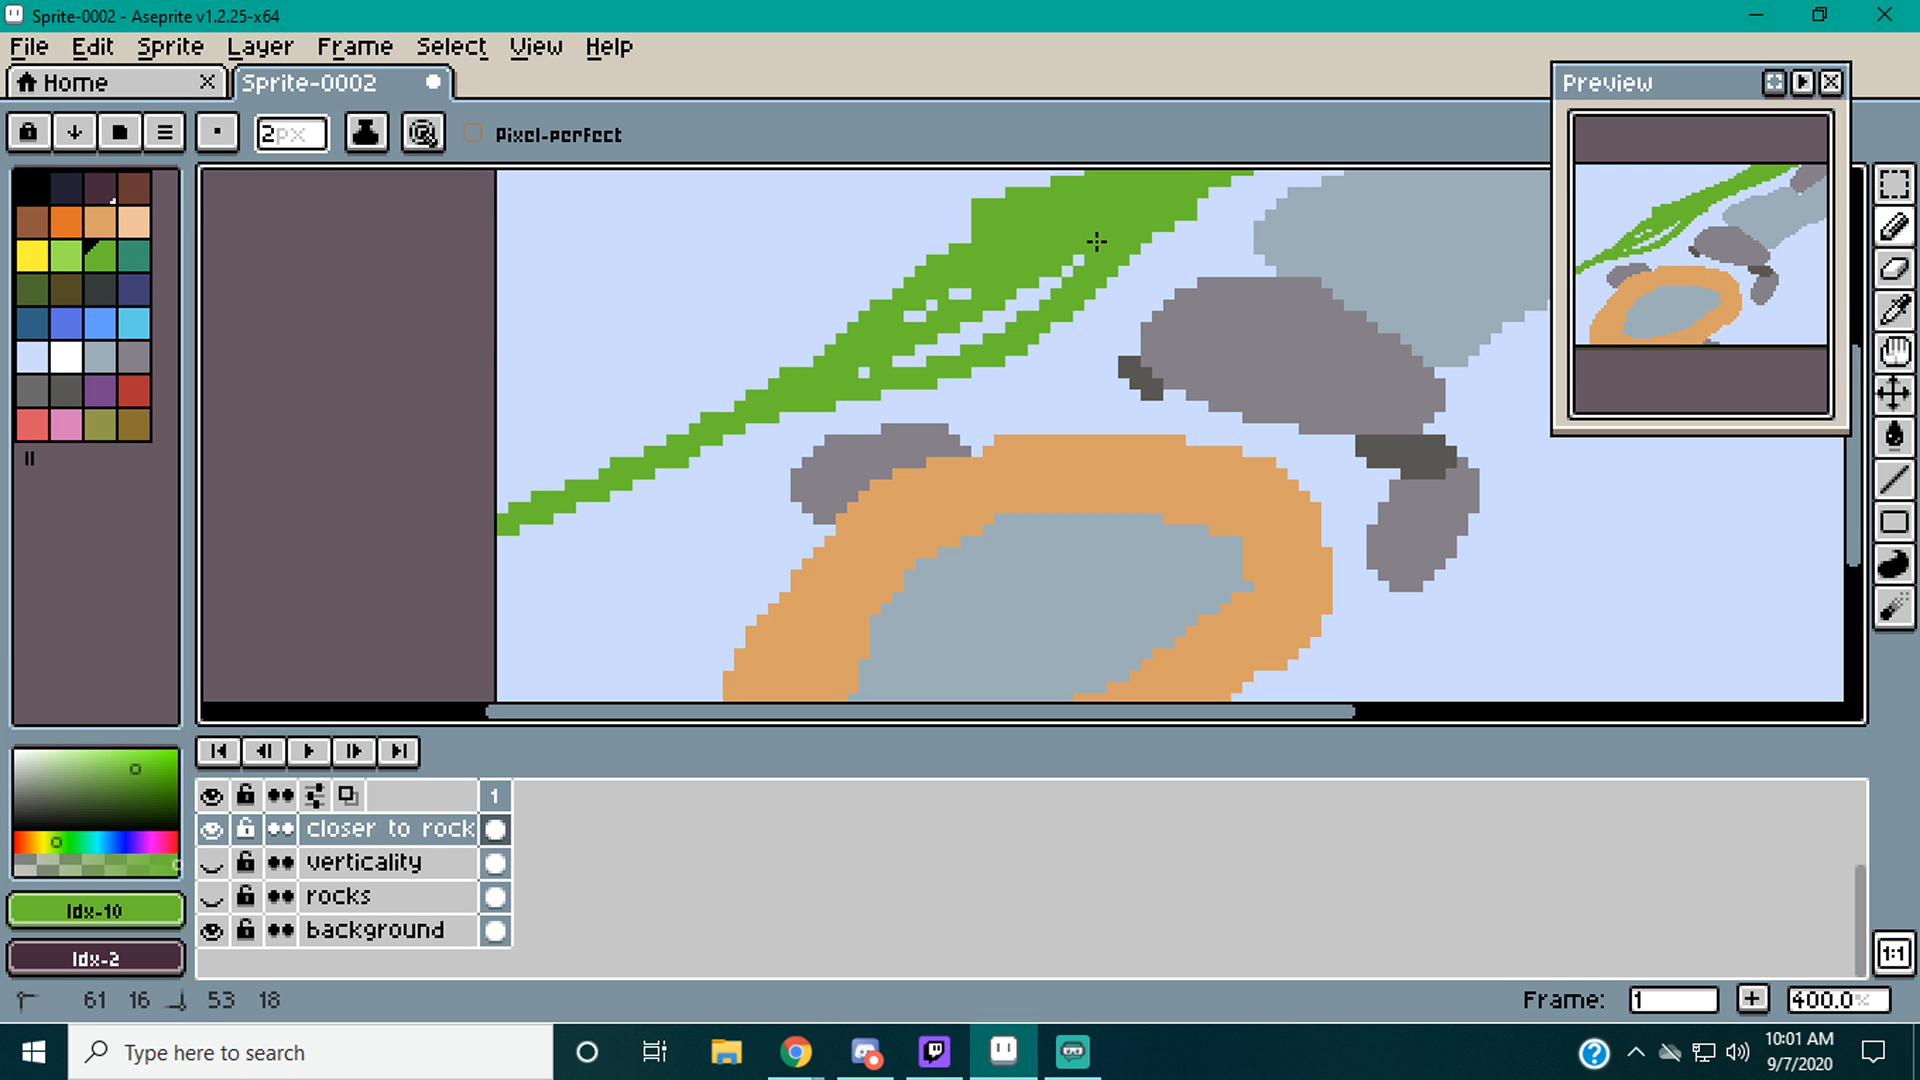 Sprite-0002 - Aseprite v1.2.25-x64
File Edit Sprite Layer Frame Select View Help
Home Sprite-0002
Preview
2px Pixel-perfect
1
closer to rock
verticality
rocks
background
Idx-10
Idx-2
61 16 53 18
Frame: 1 400.0%
1:1
Type here to search
10:01 AM
9/7/2020